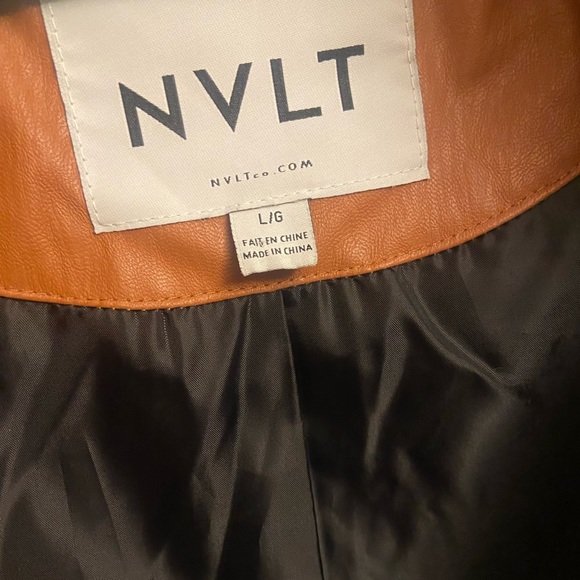 NVLT
NVLTco.COM
L/G
FAIT EN CHINE
MADE IN CHINA